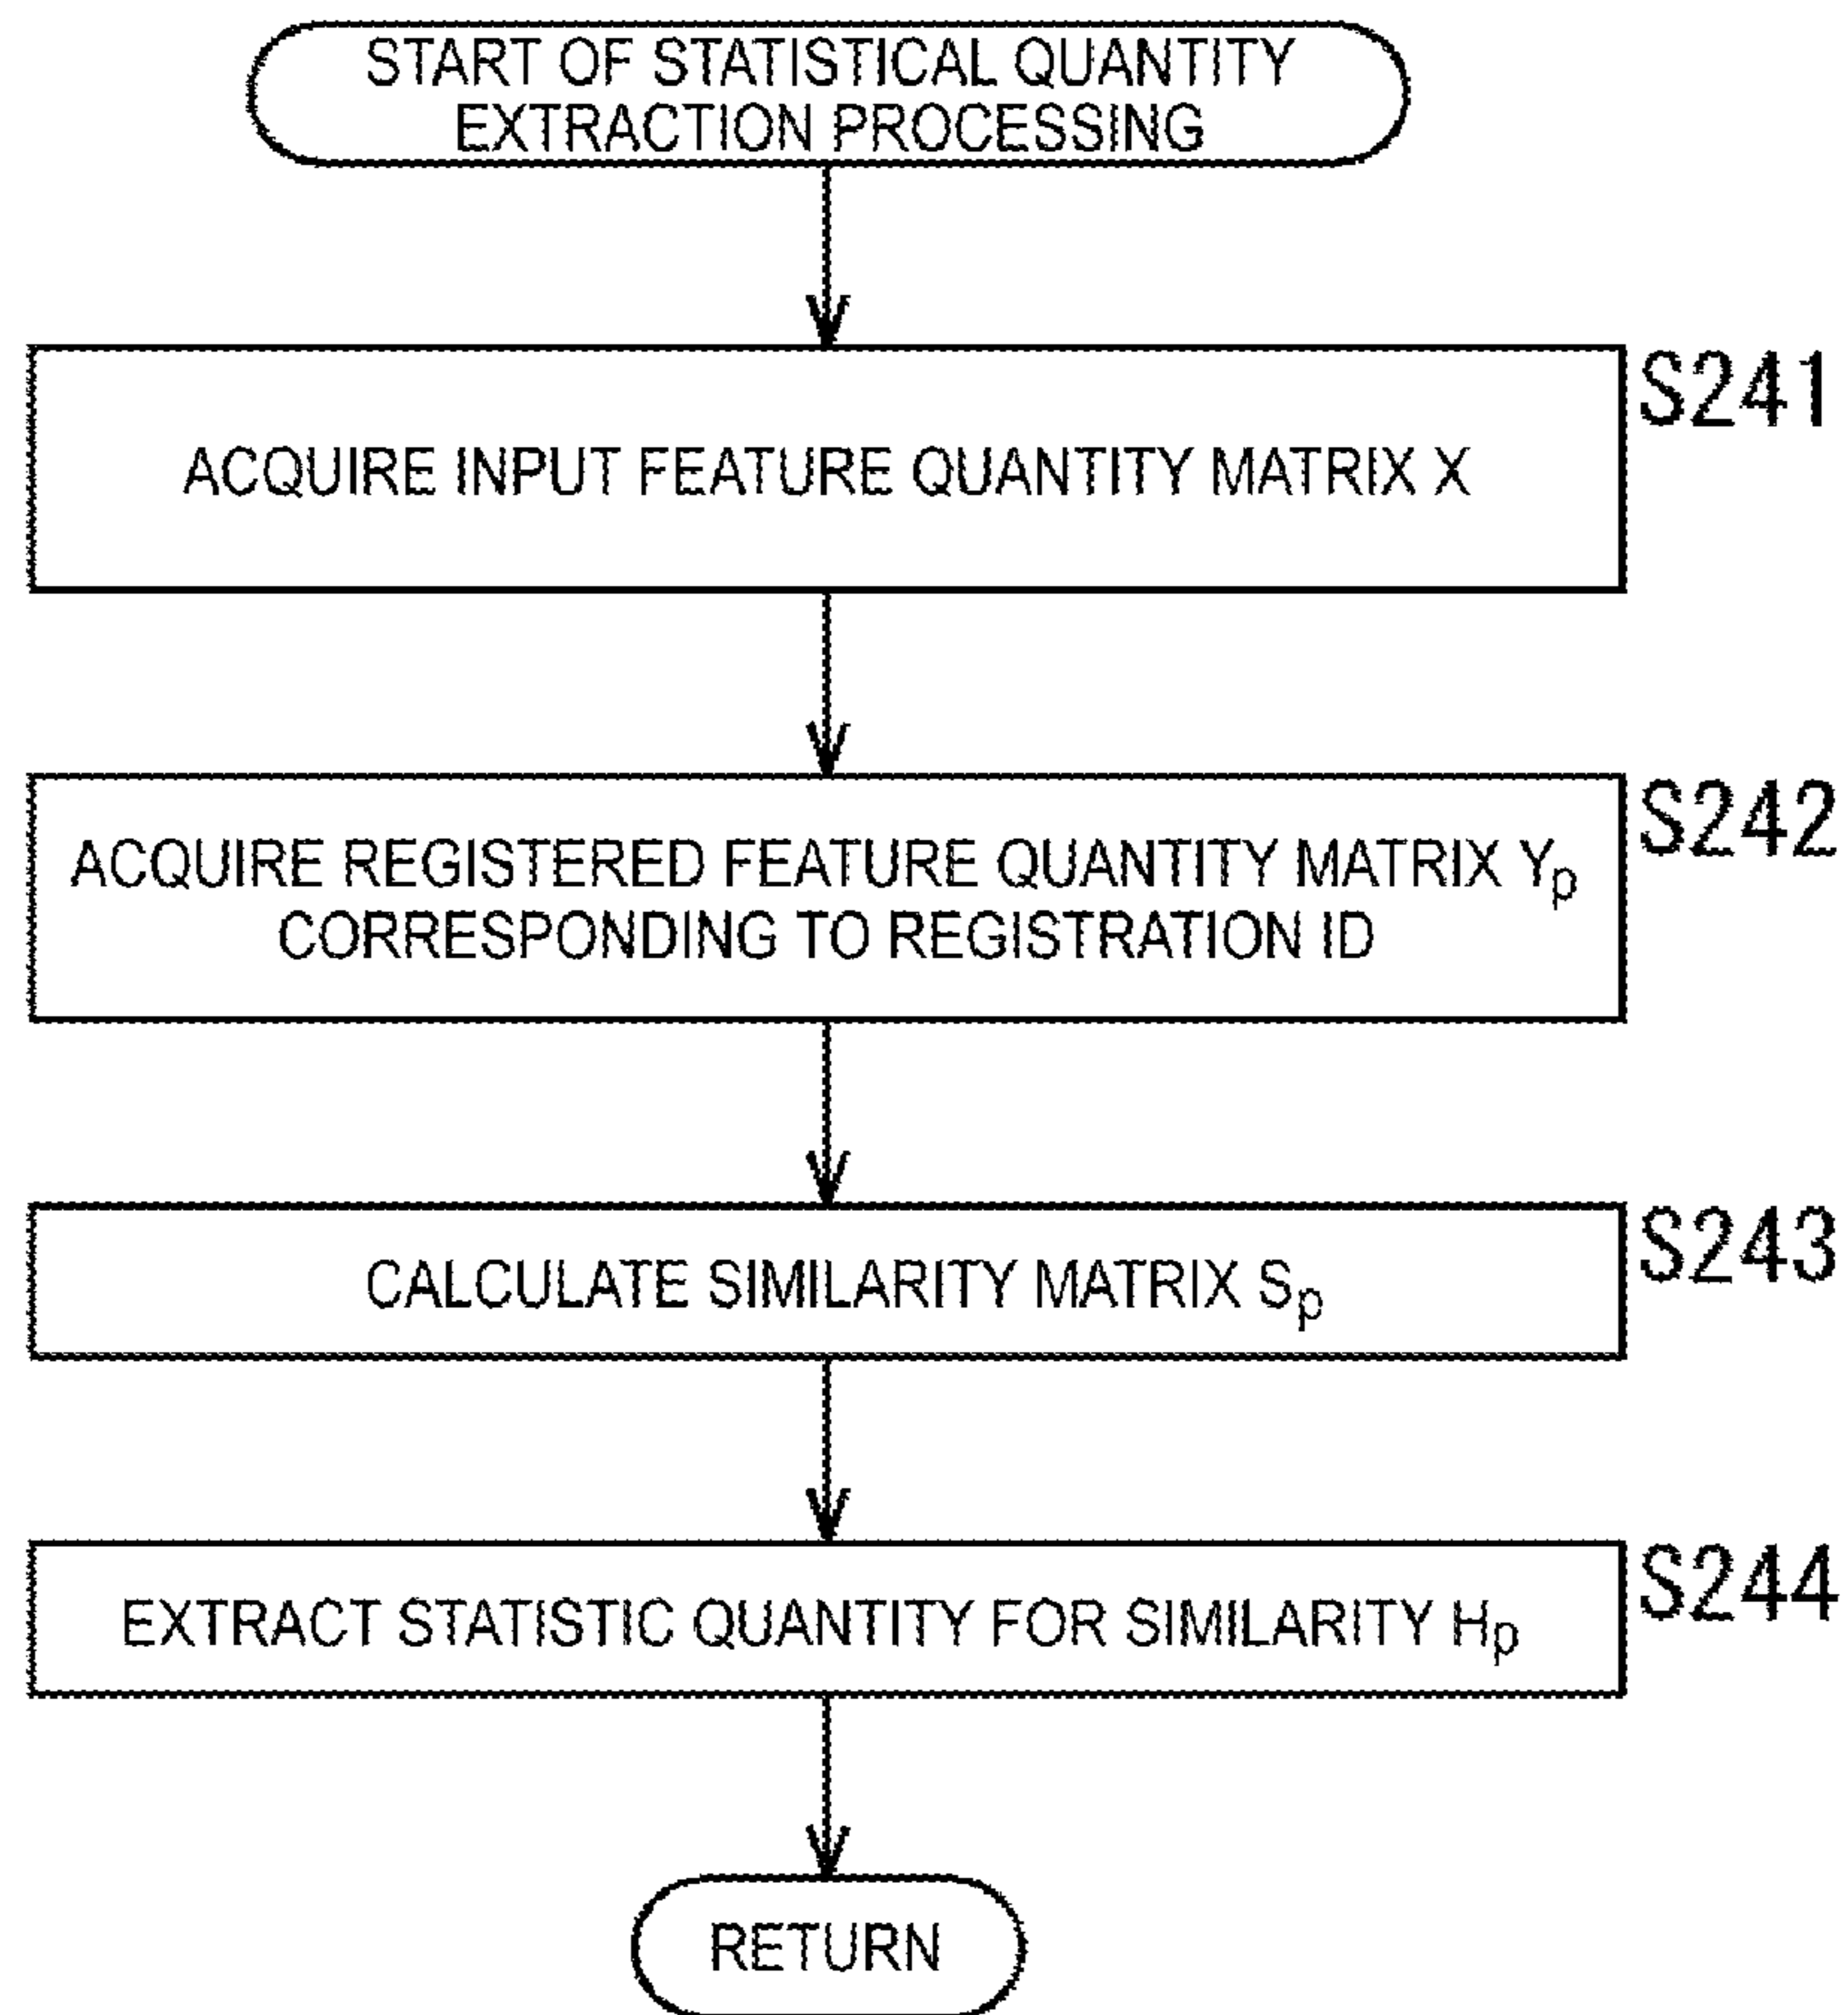 START OF STATISTICAL QUANTITY
EXTRACTION PROCESSING
S241
ACQUIRE INPUT FEATURE QUANTITY MATRIX X
S242
ACQUIRE REGISTERED FEATURE QUANTITY MATRIX Yp
CORRESPONDING TO REGISTRATION ID
S243
CALCULATE SIMILARITY MATRIX Sp
S244
EXTRACT STATISTIC QUANTITY FOR SIMILARITY Hp
RETURN